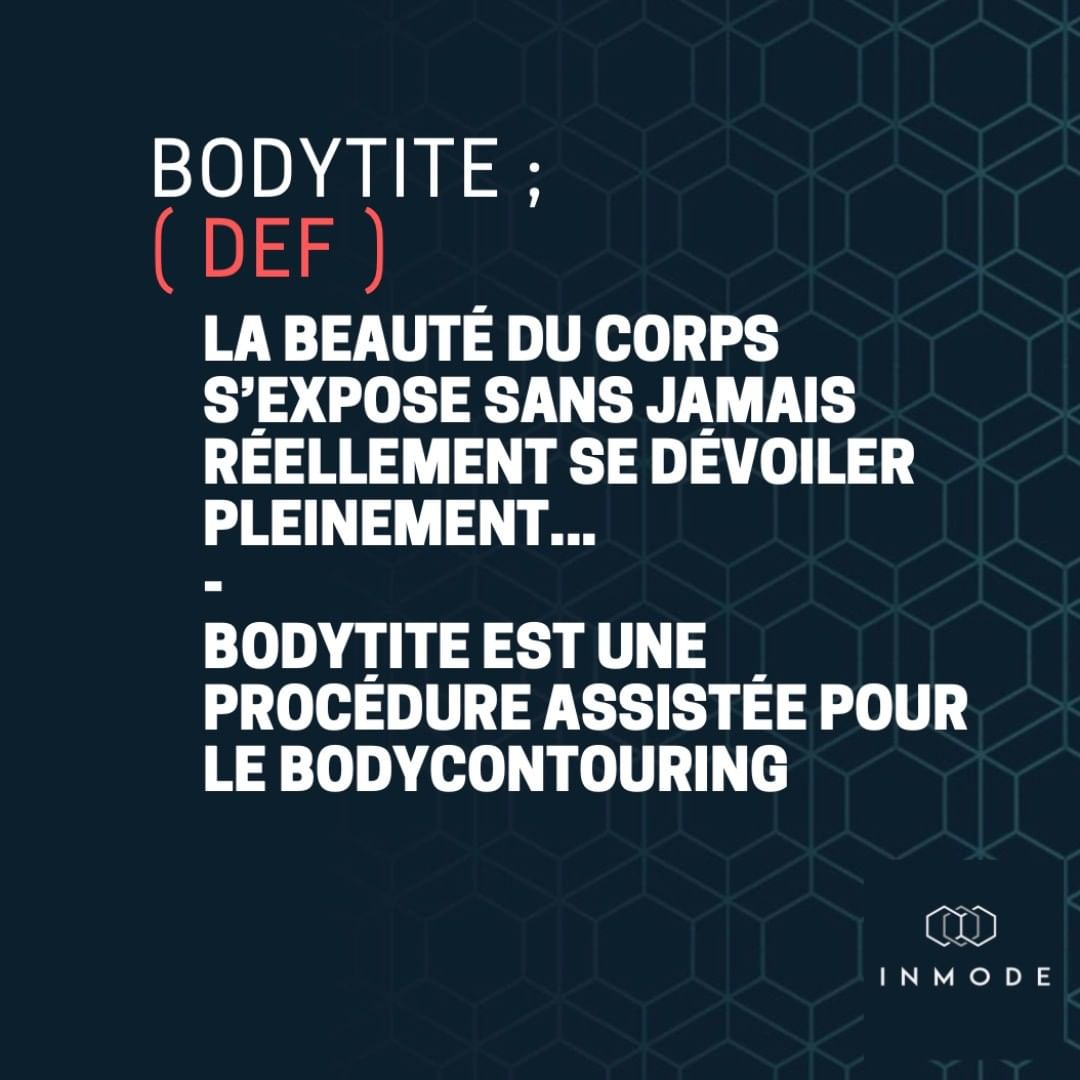 BODYTITE ;
( DEF )
LA BEAUTÉ DU CORPS
S’EXPOSE SANS JAMAIS
RÉELLEMENT SE DÉVOILER
PLEINEMENT...
-
BODYTITE EST UNE
PROCÉDURE ASSISTÉE POUR
LE BODYCONTOURING
INMODE